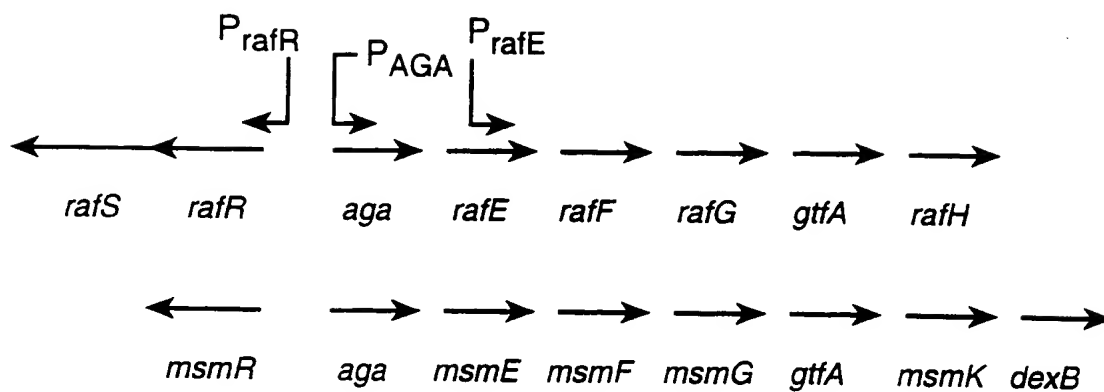 PrafR PAGA PrafE
rafS rafR aga rafE rafF rafG gtfA rafH
msmR aga msmE msmF msmG gtfA msmK dexB